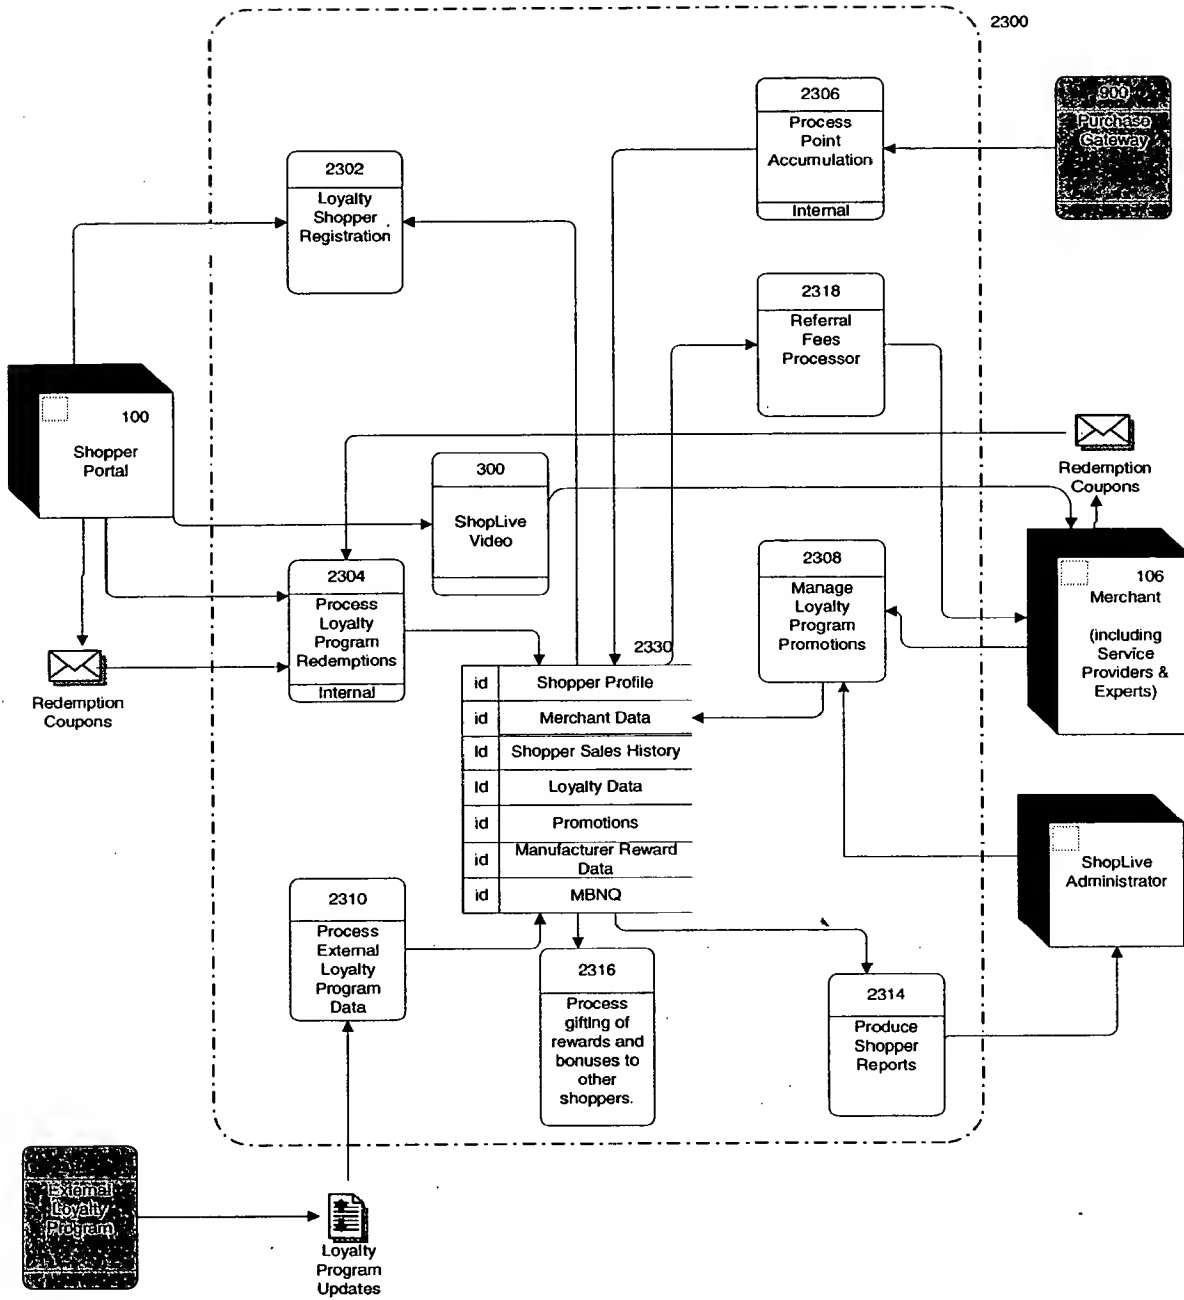 2300
2306
Process
Point
Accumulation
Internal
900
Purchase
Gateway
2302
Loyalty
Shopper
Registration
2318
Referral
Fees
Processor
100
Shopper
Portal
Redemption
Coupons
300
ShopLive
Video
2304
Process
Loyalty
Program
Redemptions
Internal
2308
Manage
Loyalty
Program
Promotions
106
Merchant
(including
Service
Providers &
Experts)
Redemption
Coupons
2330
id Shopper Profile
id Merchant Data
Id Shopper Sales History
Id Loyalty Data
id Promotions
id Manufacturer Reward
Data
id MBNQ
ShopLive
Administrator
2310
Process
External
Loyalty
Program
Data
2316
Process
gifting of
rewards and
bonuses to
other
shoppers.
2314
Produce
Shopper
Reports
External
Loyalty
Program
Loyalty
Program
Updates